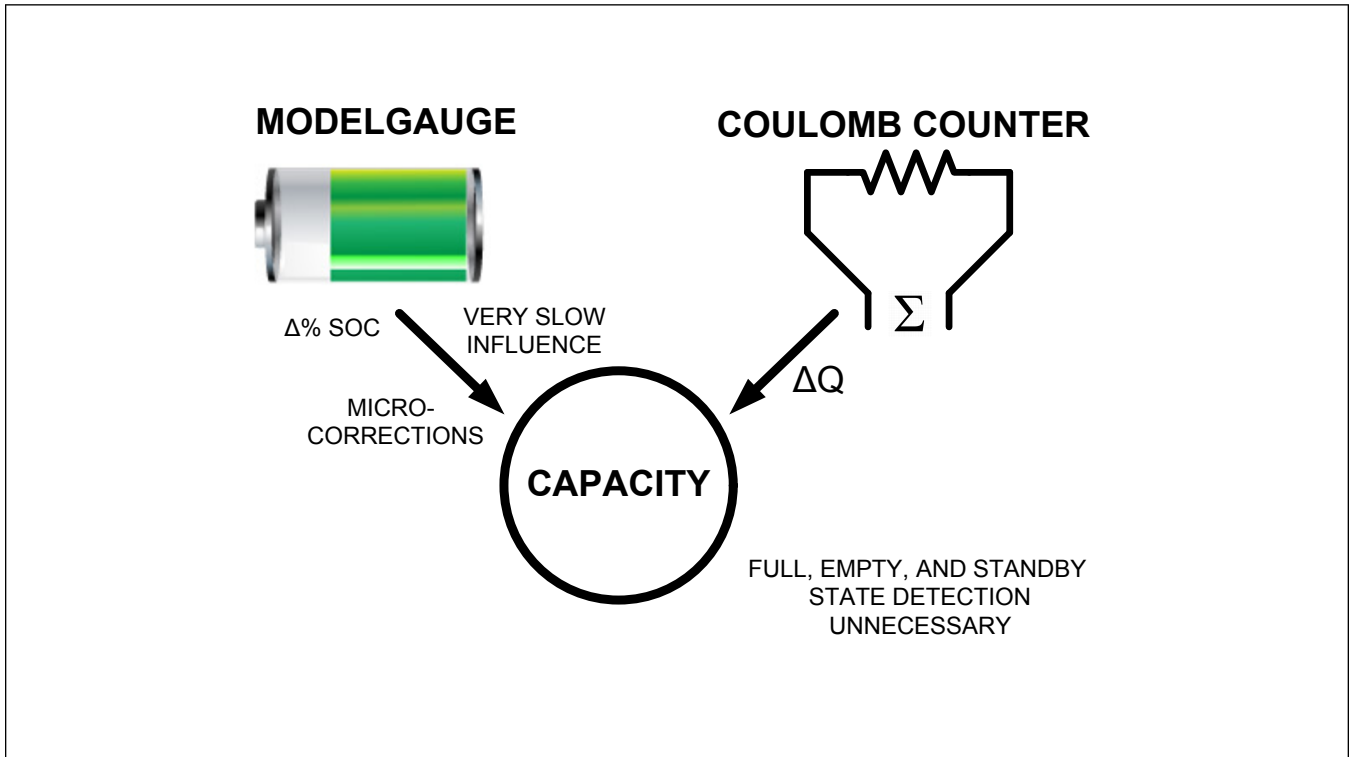 MODELGAUGE
COULOMB COUNTER
Σ
Δ% SOC
VERY SLOW
INFLUENCE
ΔQ
MICRO-
CORRECTIONS
CAPACITY
FULL, EMPTY, AND STANDBY
STATE DETECTION
UNNECESSARY